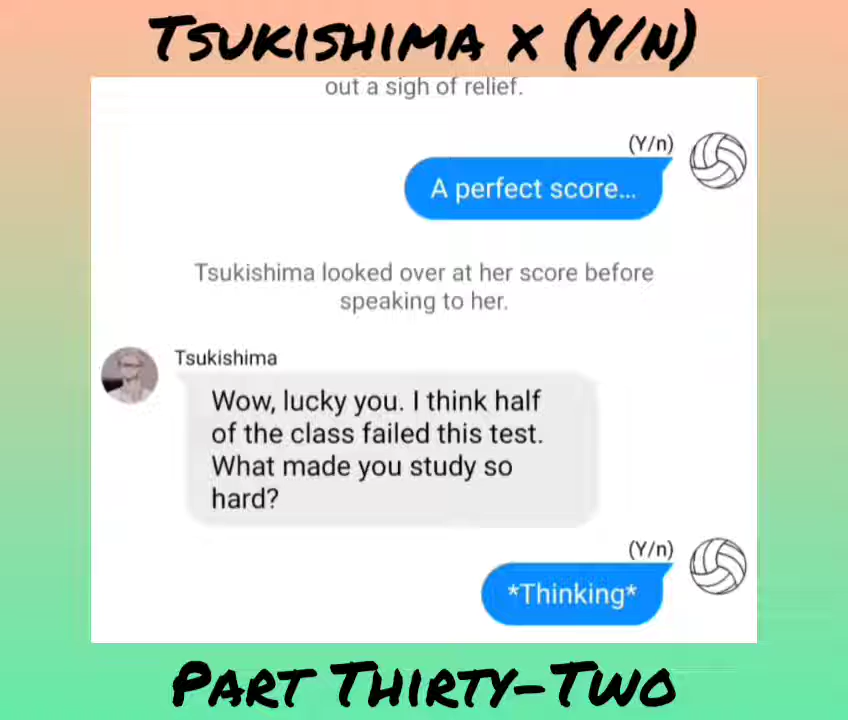 Tsukishima x (Y/n)
out a sigh of relief.
(Y/n)
A perfect score...
Tsukishima looked over at her score before
speaking to her.
Tsukishima
Wow, lucky you. I think half
of the class failed this test.
What made you study so
hard?
(Y/n)
*Thinking*
Part Thirty-Two